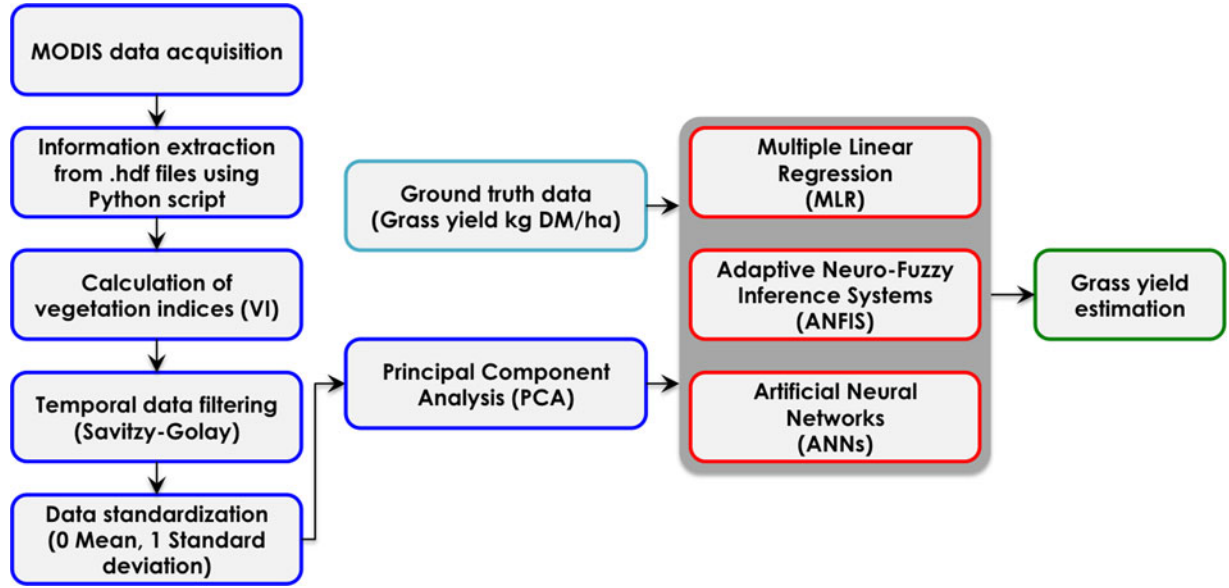 MODIS data acquisition
Information extraction
from .hdf files using
Python script
Calculation of
vegetation indices (VI)
Temporal data filtering
(Savitzy-Golay)
Data standardization
(0 Mean, 1 Standard
deviation)
Ground truth data
(Grass yield kg DM/ha)
Principal Component
Analysis (PCA)
Multiple Linear
Regression
(MLR)
Adaptive Neuro-Fuzzy
Inference Systems
(ANFIS)
Artificial Neural
Networks
(ANNs)
Grass yield
estimation